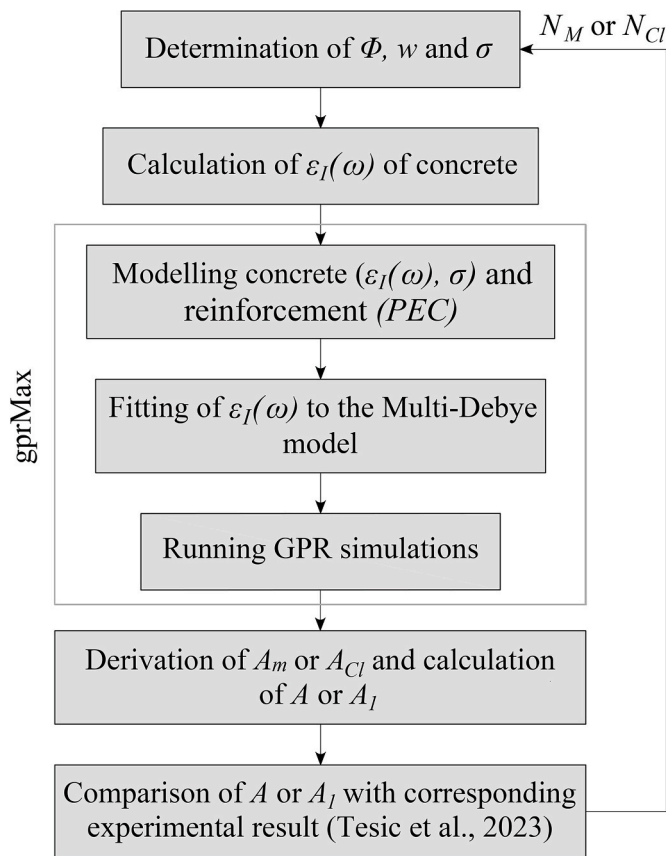 Determination of Φ, w and σ
N_M or N_Cl
Calculation of ε_I(ω) of concrete
gprMax
Modelling concrete (ε_I(ω), σ) and
reinforcement (PEC)
Fitting of ε_I(ω) to the Multi-Debye
model
Running GPR simulations
Derivation of A_m or A_Cl and calculation
of A or A_I
Comparison of A or A_I with corresponding
experimental result (Tesic et al., 2023)